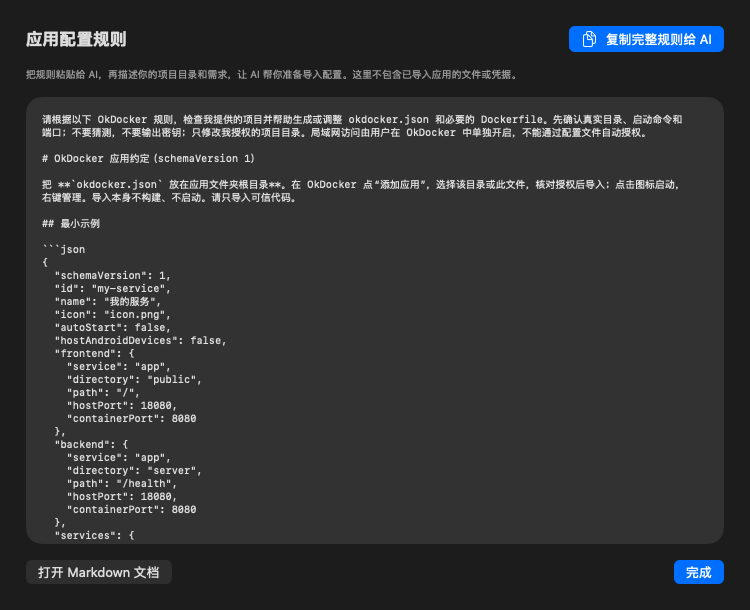 应用配置规则
复制完整规则给 AI
把规则粘贴给 AI，再描述你的项目目录和需求，让 AI 帮你准备导入配置。这里不包含已导入应用的文件或凭据。
请根据以下 OkDocker 规则，检查我提供的项目并帮助生成或调整 okdocker.json 和必要的 Dockerfile。先确认真实目录、启动命令和
端口；不要猜测，不要输出密钥；只修改我授权的项目目录。局域网访问由用户在 OkDocker 中单独开启，不能通过配置文件自动授权。
# OkDocker 应用约定（schemaVersion 1）
把 **`okdocker.json` 放在应用文件夹根目录**。在 OkDocker 点“添加应用”，选择该目录或此文件，核对授权后导入；点击图标启动，
右键管理。导入本身不构建、不启动。请只导入可信代码。
## 最小示例
```json
{
  "schemaVersion": 1,
  "id": "my-service",
  "name": "我的服务",
  "icon": "icon.png",
  "autoStart": false,
  "hostAndroidDevices": false,
  "frontend": {
    "service": "app",
    "directory": "public",
    "path": "/",
    "hostPort": 18080,
    "containerPort": 8080
  },
  "backend": {
    "service": "app",
    "directory": "server",
    "path": "/health",
    "hostPort": 18080,
    "containerPort": 8080
  },
  "services": {
打开 Markdown 文档
完成